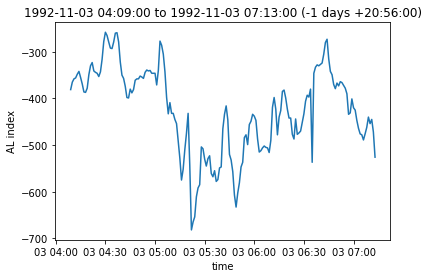 1992-11-03 04:09:00 to 1992-11-03 07:13:00 (-1 days +20:56:00)
−300
−400
−500
−600
−700
AL index
03 04:00 03 04:30 03 05:00 03 05:30 03 06:00 03 06:30 03 07:00
time